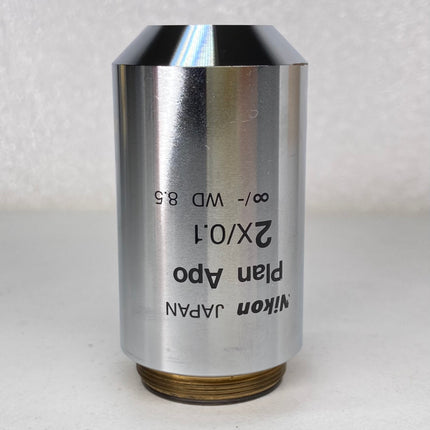 Nikon JAPAN
Plan Apo
2X/0.1
∞/- WD 8.5